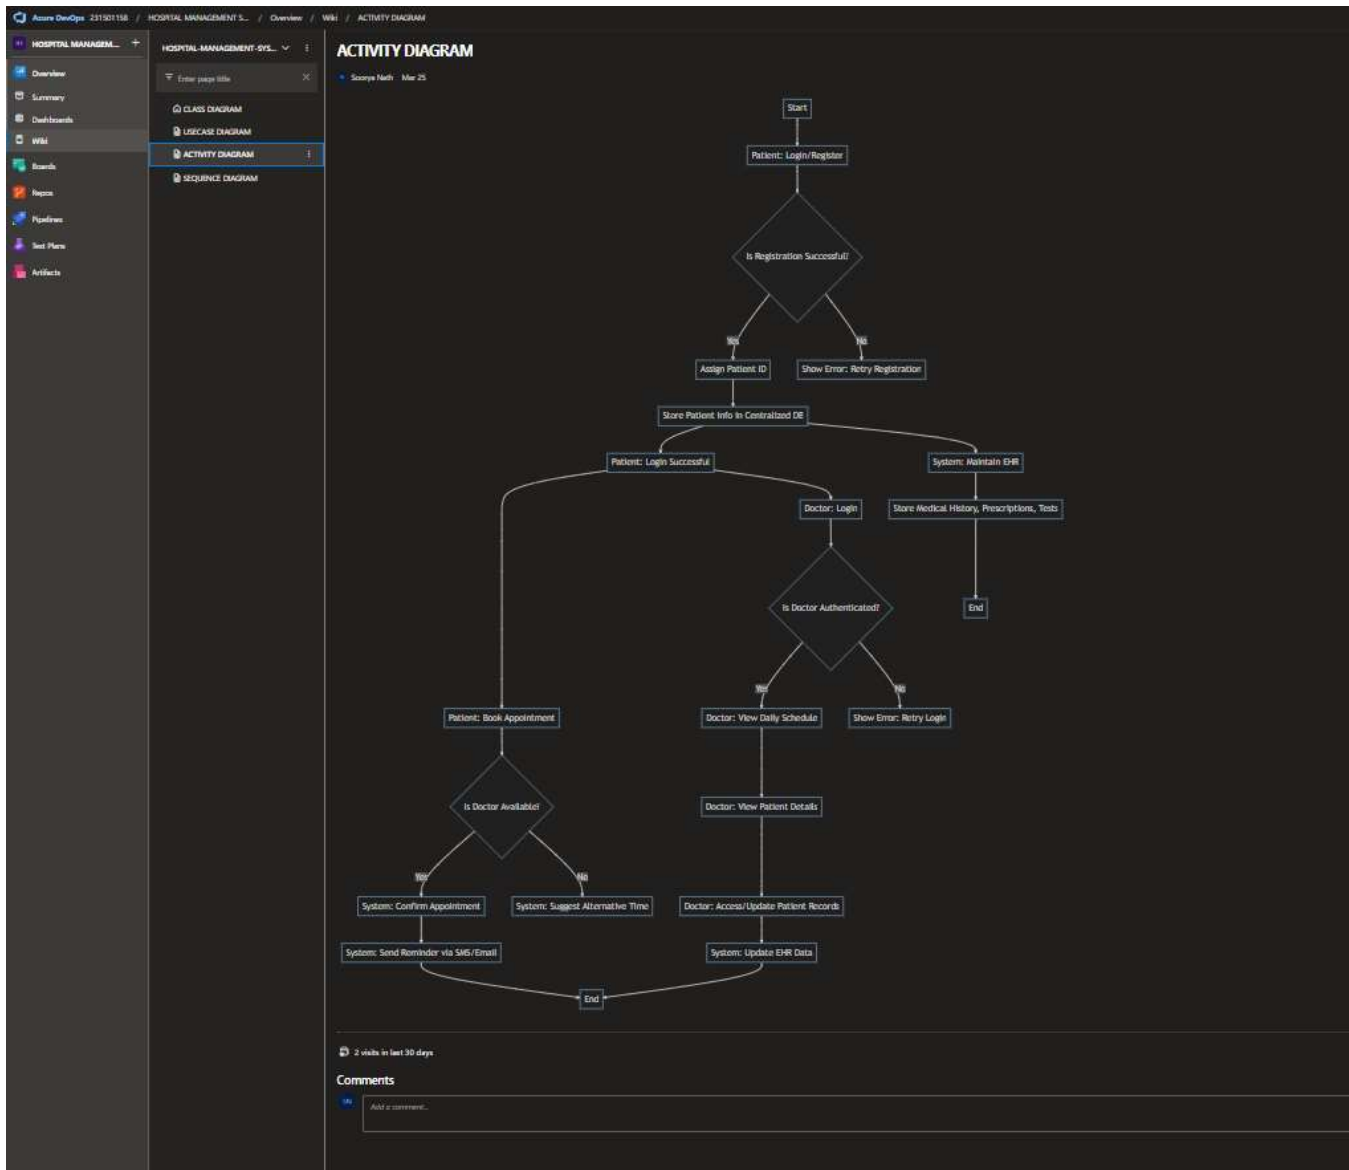 Azure DevOps 231501158 / HOSPITAL MANAGEMENT S... / Overview / Wiki / ACTIVITY DIAGRAM
HOSPITAL MANAGEM... +
Overview
Summary
Dashboards
Wiki
Boards
Repos
Pipelines
Test Plans
Artifacts
HOSPITAL-MANAGEMENT-SYS...
Enter page title
CLASS DIAGRAM
USECASE DIAGRAM
ACTIVITY DIAGRAM
SEQUENCE DIAGRAM
ACTIVITY DIAGRAM
Soorya Nath Mar 25
Start
Patient: Login/Register
Is Registration Successful?
Yes
No
Assign Patient ID
Show Error: Retry Registration
Store Patient Info in Centralized DB
Patient: Login Successful
System: Maintain EHR
Doctor: Login
Store Medical History, Prescriptions, Tests
Is Doctor Authenticated?
End
Yes
No
Patient: Book Appointment
Doctor: View Daily Schedule
Show Error: Retry Login
Is Doctor Available?
Doctor: View Patient Details
Yes
No
System: Confirm Appointment
System: Suggest Alternative Time
Doctor: Access/Update Patient Records
System: Send Reminder via SMS/Email
System: Update EHR Data
End
2 visits in last 30 days
Comments
Add a comment...